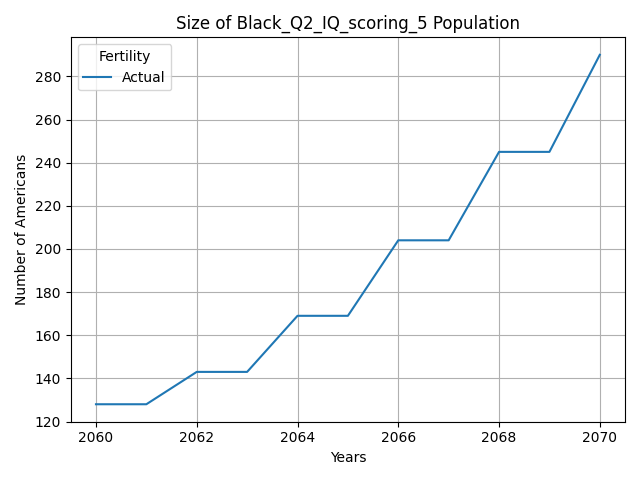 Size of Black_Q2_IQ_scoring_5 Population
Fertility
Actual
Number of Americans
280
260
240
220
200
180
160
140
120
2060 2062 2064 2066 2068 2070
Years